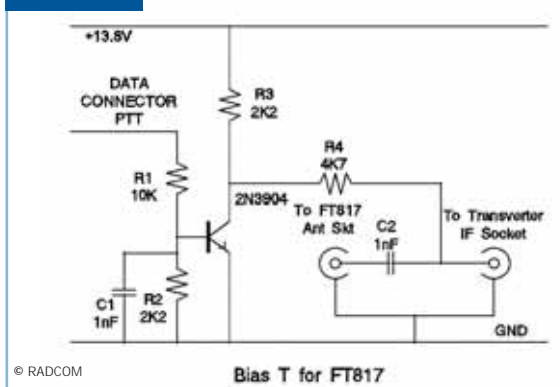 +13.8V
DATA
CONNECTOR
PTT
R3
2K2
R1
10K
R4
4K7
2N3904
To FT817
Ant Skt
C2
1nF
To Transverter
IF Socket
C1
1nF
R2
2K2
GND
© RADCOM
Bias T for FT817